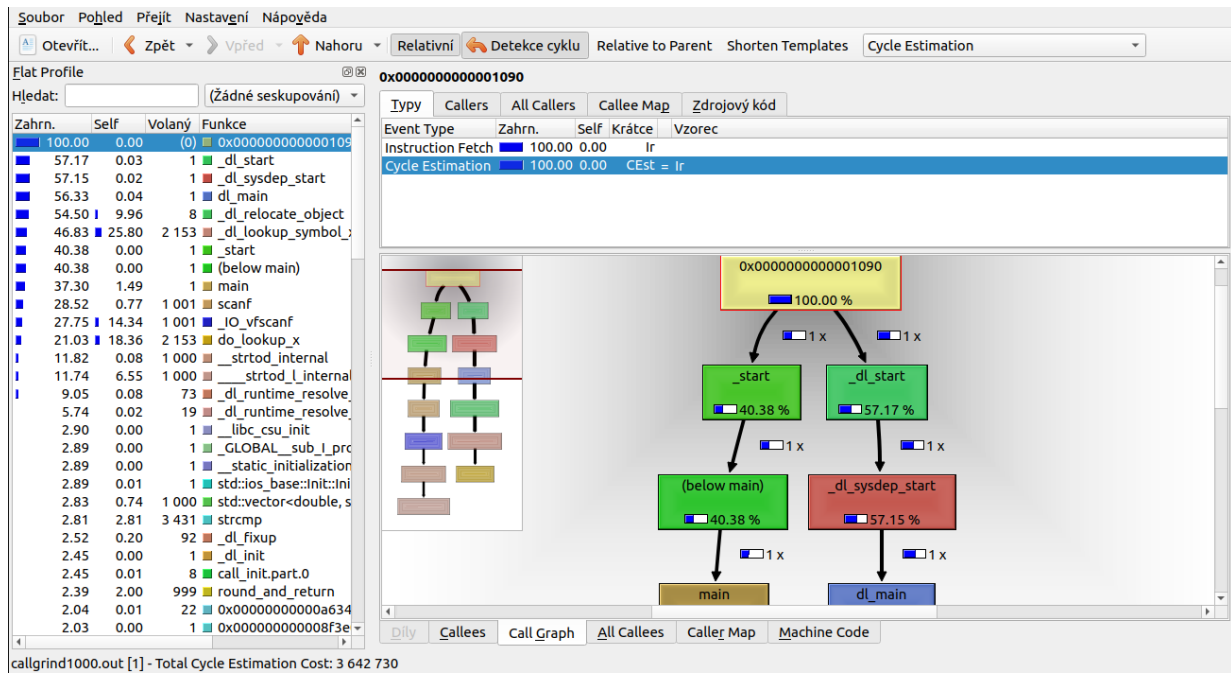 Soubor Pohled Přejít Nastavení Nápověda
Otevřít... Zpět Vpřed Nahoru Relativní Detekce cyklu Relative to Parent Shorten Templates Cycle Estimation
Flat Profile
Hledat: (Žádné seskupování)
Zahrn. Self Volaný Funkce
100.00 0.00 (0) 0x000000000000109
57.17 0.03 1 _dl_start
57.15 0.02 1 _dl_sysdep_start
56.33 0.04 1 dl_main
54.50 9.96 8 _dl_relocate_object
46.83 25.80 2 153 _dl_lookup_symbol_x
40.38 0.00 1 _start
40.38 0.00 1 (below main)
37.30 1.49 1 main
28.52 0.77 1 001 scanf
27.75 14.34 1 001 _IO_vfscanf
21.03 18.36 2 153 do_lookup_x
11.82 0.08 1 000 __strtod_internal
11.74 6.55 1 000 ____strtod_l_internal
9.05 0.08 73 _dl_runtime_resolve_
5.74 0.02 19 _dl_runtime_resolve_
2.90 0.00 1 __libc_csu_init
2.89 0.00 1 _GLOBAL__sub_I_pro
2.89 0.00 1 __static_initialization
2.89 0.01 1 std::ios_base::Init::Ini
2.83 0.74 1 000 std::vector<double, s
2.81 2.81 3 431 strcmp
2.52 0.20 92 _dl_fixup
2.45 0.00 1 _dl_init
2.45 0.01 8 call_init.part.0
2.39 2.00 999 round_and_return
2.04 0.01 22 0x00000000000a634
2.03 0.00 1 0x000000000008f3e
0x0000000000001090
Typy Callers All Callers Callee Map Zdrojový kód
Event Type Zahrn. Self Krátce Vzorec
Instruction Fetch 100.00 0.00 Ir
Cycle Estimation 100.00 0.00 CEst = Ir
0x0000000000001090
100.00 %
1 x 1 x
_start _dl_start
40.38 % 57.17 %
1 x 1 x
(below main) _dl_sysdep_start
40.38 % 57.15 %
1 x 1 x
main dl_main
Díly Callees Call Graph All Callees Caller Map Machine Code
callgrind1000.out [1] - Total Cycle Estimation Cost: 3 642 730